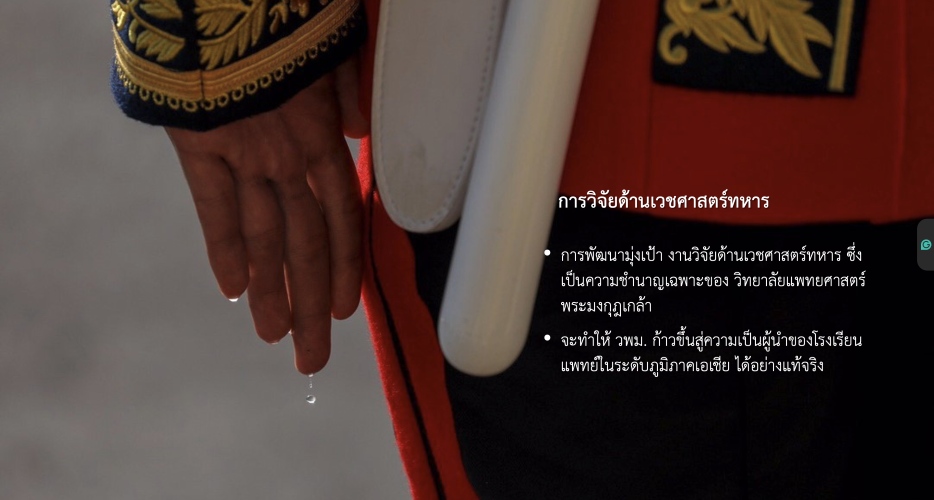 การวิจัยด้านเวชศาสตร์ทหาร
• การพัฒนามุ่งเป้า งานวิจัยด้านเวชศาสตร์ทหาร ซึ่ง
เป็นความชำนาญเฉพาะของ วิทยาลัยแพทยศาสตร์
พระมงกุฎเกล้า
• จะทำให้ วพม. ก้าวขึ้นสู่ความเป็นผู้นำของโรงเรียน
แพทย์ในระดับภูมิภาคเอเชีย ได้อย่างแท้จริง